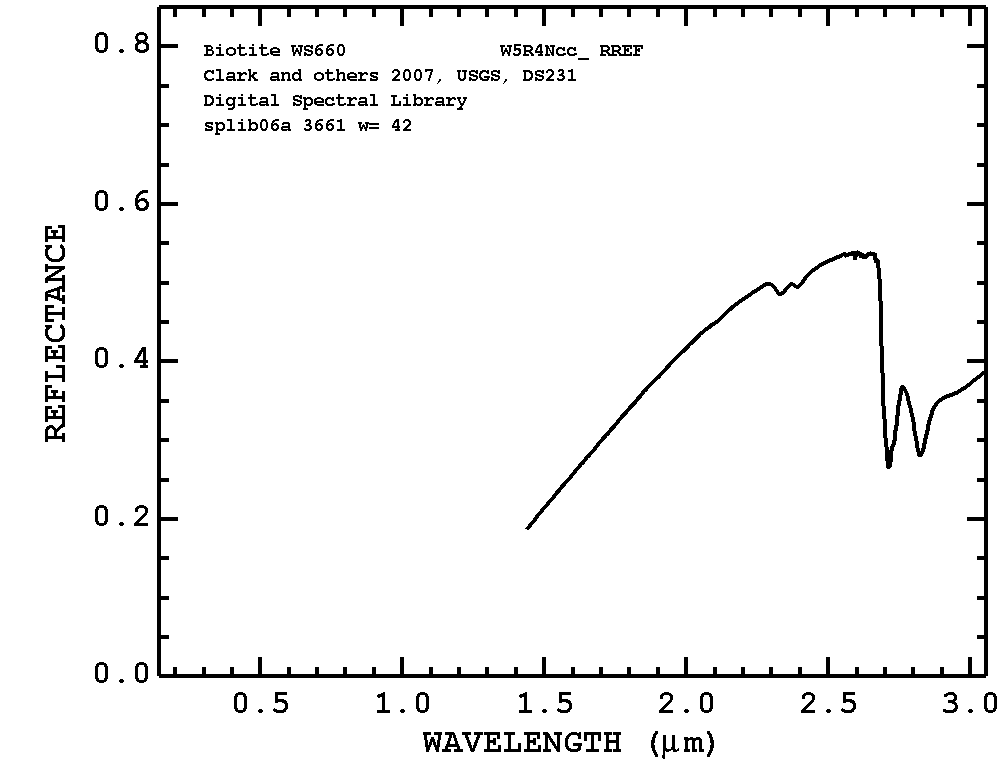 Biotite WS660 W5R4Ncc_ RREF
Clark and others 2007, USGS, DS231
Digital Spectral Library
splib06a 3661 w= 42
0.8
0.6
0.4
0.2
0.0
REFLECTANCE
0.5 1.0 1.5 2.0 2.5 3.0
WAVELENGTH (μm)